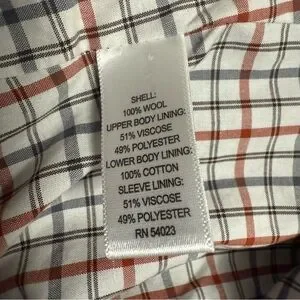 SHELL:
100% WOOL
UPPER BODY LINING:
51% VISCOSE
49% POLYESTER
LOWER BODY LINING:
100% COTTON
SLEEVE LINING:
51% VISCOSE
49% POLYESTER
RN 54023